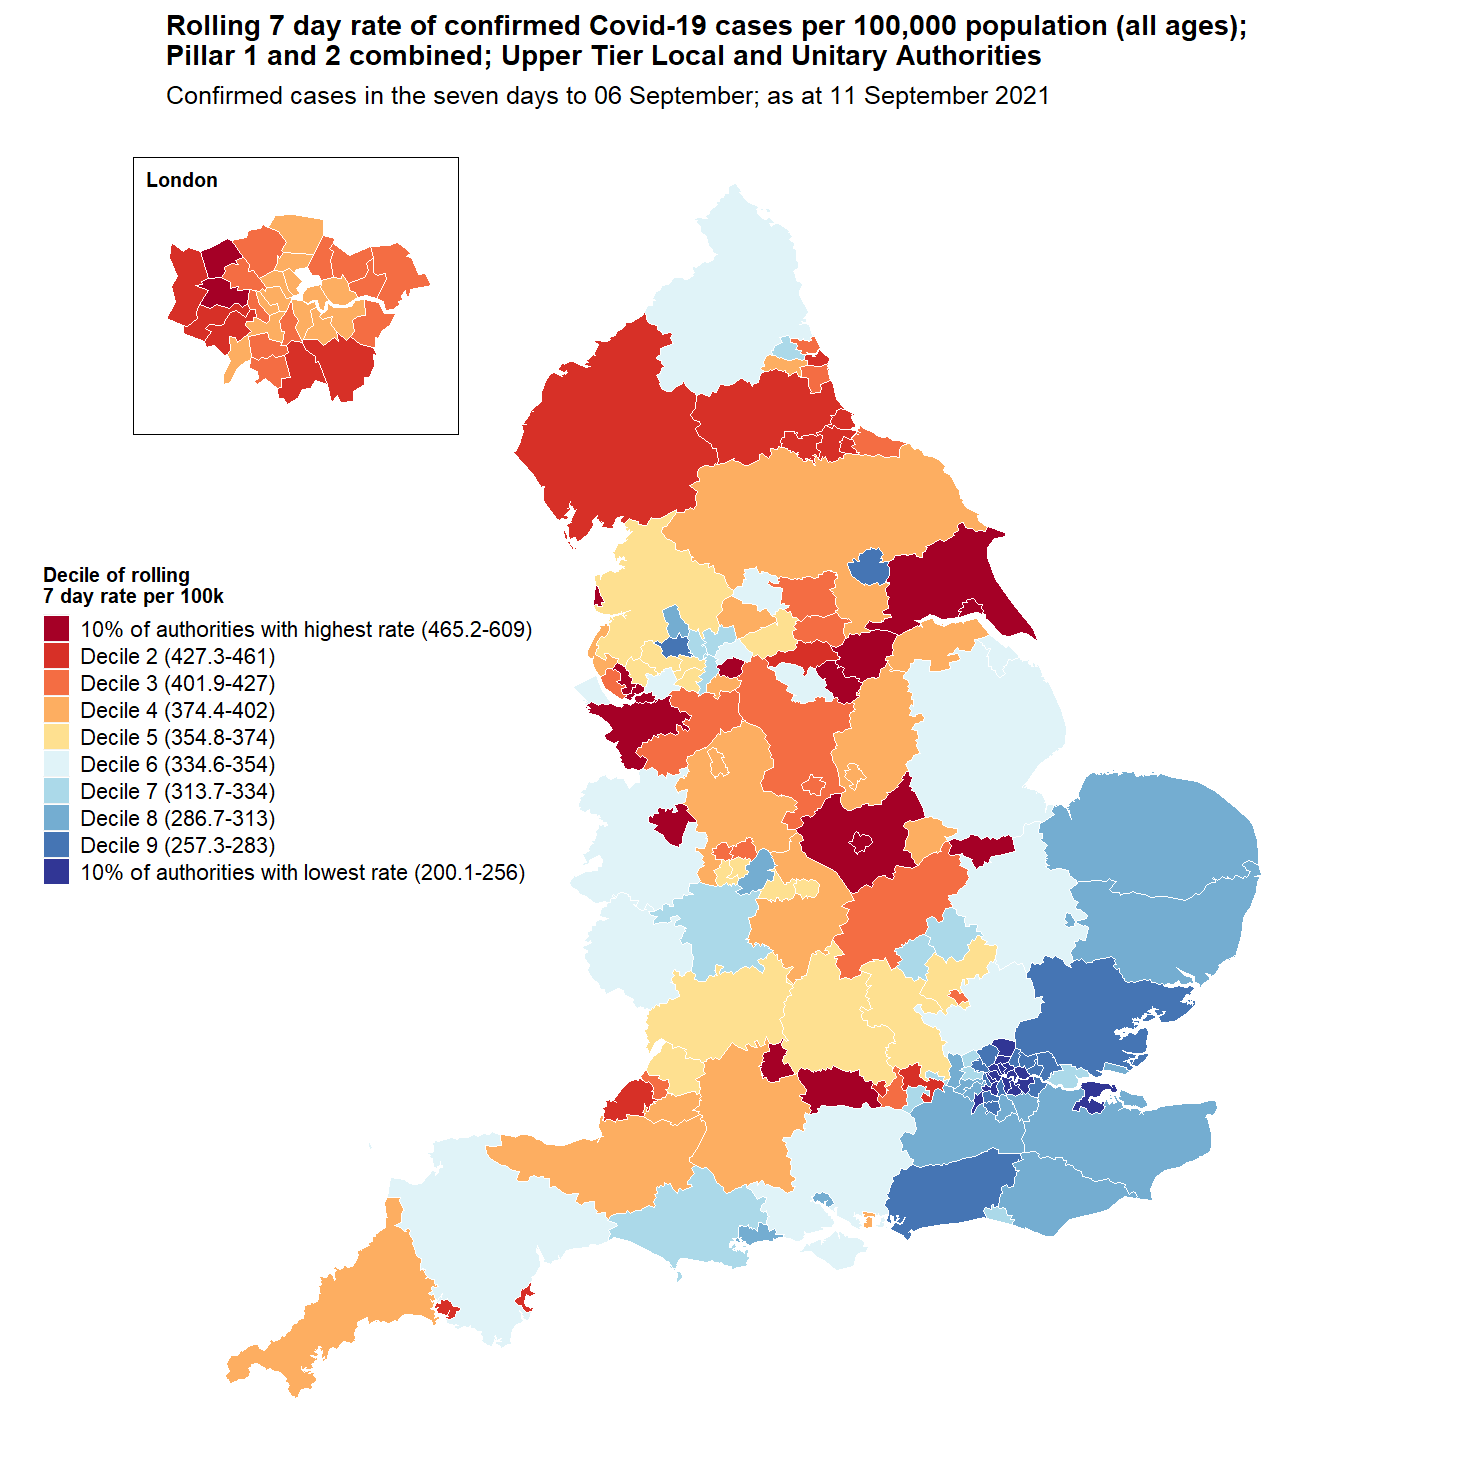 Rolling 7 day rate of confirmed Covid-19 cases per 100,000 population (all ages);
Pillar 1 and 2 combined; Upper Tier Local and Unitary Authorities
Confirmed cases in the seven days to 06 September; as at 11 September 2021
London
Decile of rolling
7 day rate per 100k
10% of authorities with highest rate (465.2-609)
Decile 2 (427.3-461)
Decile 3 (401.9-427)
Decile 4 (374.4-402)
Decile 5 (354.8-374)
Decile 6 (334.6-354)
Decile 7 (313.7-334)
Decile 8 (286.7-313)
Decile 9 (257.3-283)
10% of authorities with lowest rate (200.1-256)